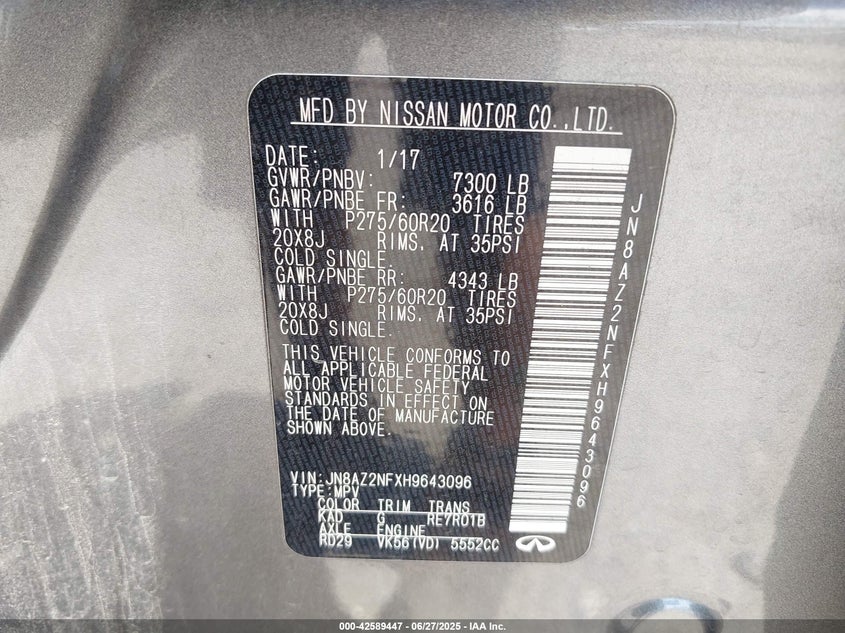 MFD BY NISSAN MOTOR CO.,LTD.
DATE: 1/17
GVWR/PNBV: 7300 LB
GAWR/PNBE FR: 3616 LB
WITH P275/60R20 TIRES
20X8J RIMS, AT 35PSI
COLD SINGLE.
GAWR/PNBE RR: 4343 LB
WITH P275/60R20 TIRES
20X8J RIMS, AT 35PSI
COLD SINGLE.
THIS VEHICLE CONFORMS TO
ALL APPLICABLE FEDERAL
MOTOR VEHICLE SAFETY
STANDARDS IN EFFECT ON
THE DATE OF MANUFACTURE
SHOWN ABOVE.
VIN:JN8AZ2NFXH9643096
TYPE:MPV
COLOR TRIM TRANS
KAD G RE7R01B
AXLE ENGINE
RD29 VK56(VD) 5552CC
JN8AZ2NFXH9643096
000-42589447 - 06/27/2025 - IAA Inc.